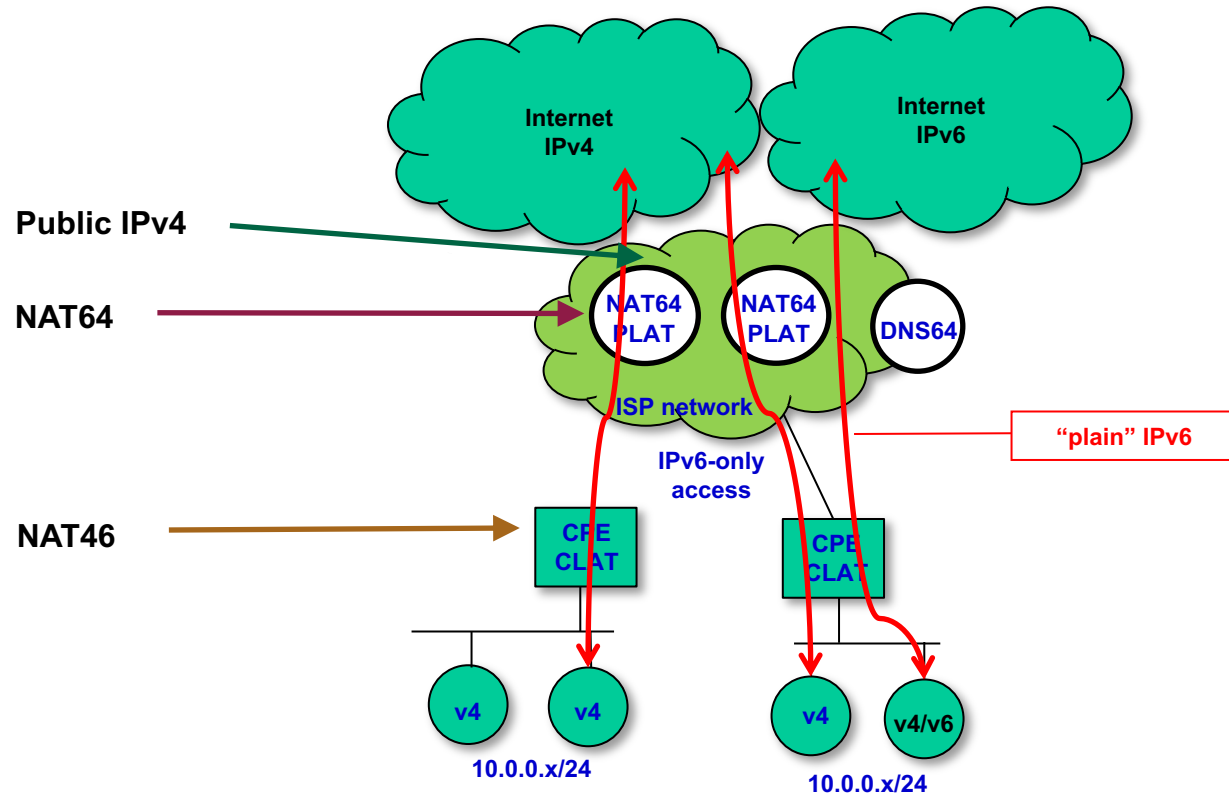 Internet
IPv4
Internet
IPv6
Public IPv4
NAT64
PLAT
NAT64
PLAT
DNS64
NAT64
ISP network
“plain” IPv6
IPv6-only
access
NAT46
CPE
CLAT
CPE
CLAT
v4
v4
v4
v4/v6
10.0.0.x/24
10.0.0.x/24